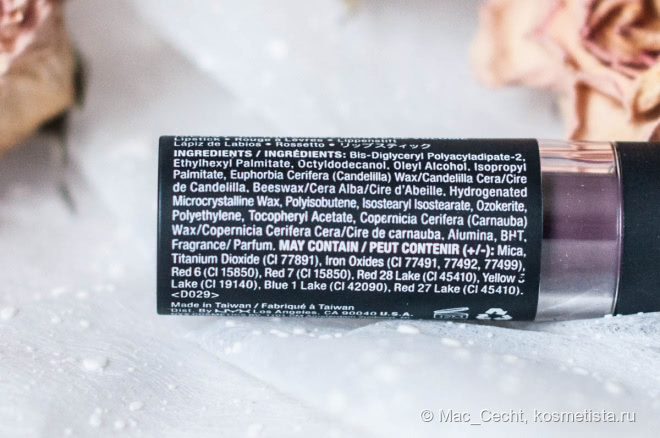 Lipstick • Rouge à Lèvres • Lippenstift
Lápiz de Labios • Rossetto • リップスティック
INGREDIENTS / INGRÉDIENTS: Bis-Diglyceryl Polyacyladipate-2,
Ethylhexyl Palmitate, Octyldodecanol, Oleyl Alcohol, Isopropyl
Palmitate, Euphorbia Cerifera (Candelilla) Wax/Candelilla Cera/Cire
de Candelilla, Beeswax/Cera Alba/Cire d'Abeille, Hydrogenated
Microcrystalline Wax, Polyisobutene, Isostearyl Isostearate, Ozokerite,
Polyethylene, Tocopheryl Acetate, Copernicia Cerifera (Carnauba)
Wax/Copernicia Cerifera Cera/Cire de carnauba, Alumina, BHT,
Fragrance/Parfum. MAY CONTAIN / PEUT CONTENIR (+/-): Mica,
Titanium Dioxide (CI 77891), Iron Oxides (CI 77491, 77492, 77499),
Red 6 (CI 15850), Red 7 (CI 15850), Red 28 Lake (CI 45410), Yellow 5
Lake (CI 19140), Blue 1 Lake (CI 42090), Red 27 Lake (CI 45410).
<D029>
Made in Taiwan / Fabriqué à Taiwan
Dist. By NYX Los Angeles, CA 90040 U.S.A.
© Mac_Cecht, kosmetista.ru